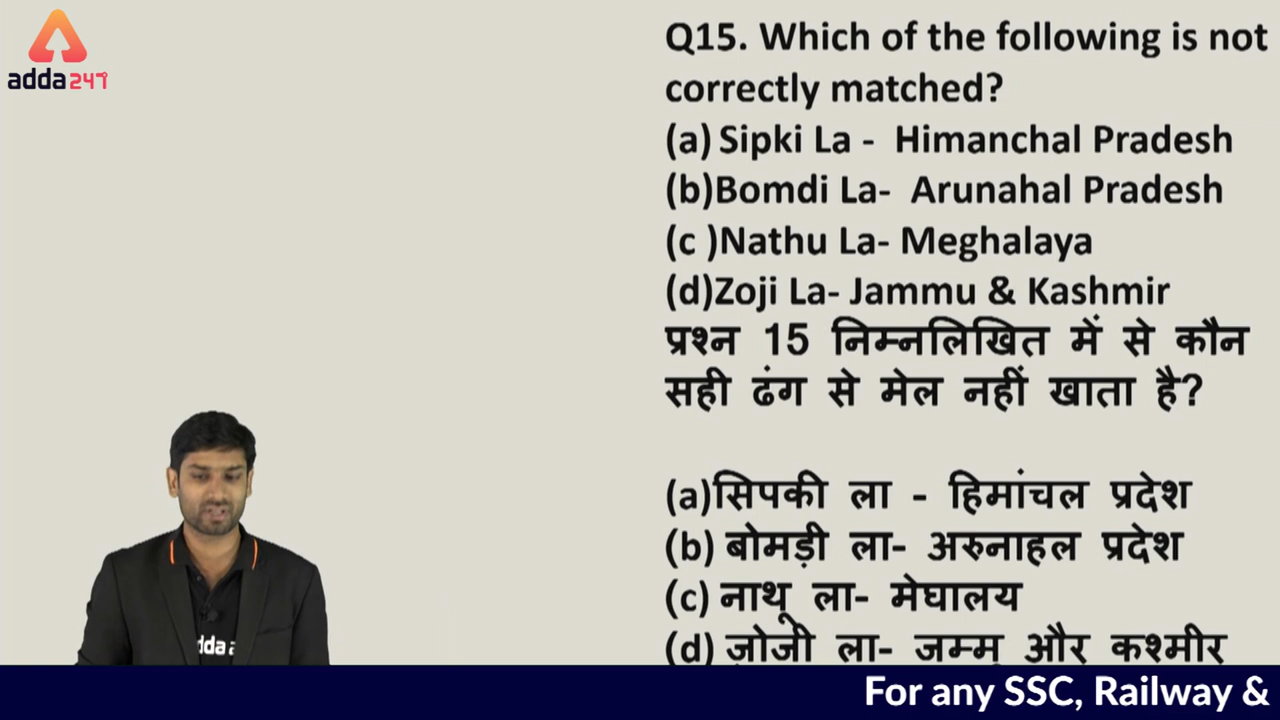 adda247
Q15. Which of the following is not
correctly matched?
(a) Sipki La - Himanchal Pradesh
(b)Bomdi La- Arunahal Pradesh
(c )Nathu La- Meghalaya
(d)Zoji La- Jammu & Kashmir
प्रश्न 15 निम्नलिखित में से कौन
सही ढंग से मेल नहीं खाता है?
(a)सिपकी ला - हिमांचल प्रदेश
(b) बोमड़ी ला- अरुनाहल प्रदेश
(c) नाथू ला- मेघालय
(d) ज़ोजी ला- जम्मू और कश्मीर
dda
For any SSC, Railway &